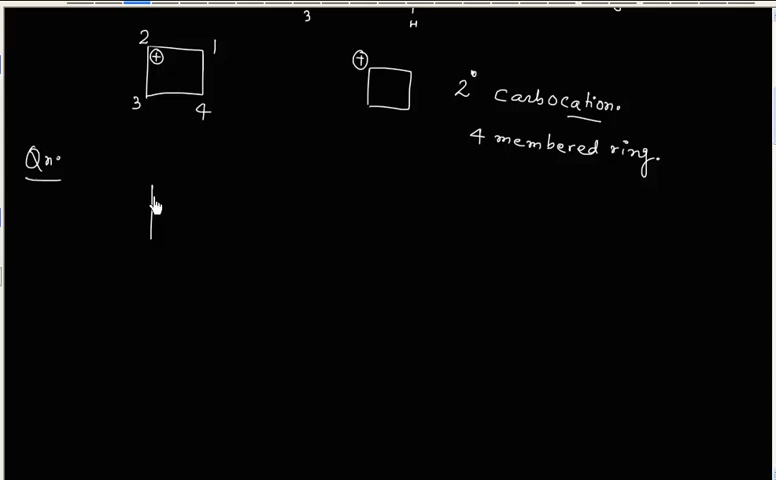 3
H
2
⊕
1
3
4
⊕
2° carbocation.
4 membered ring.
Qn.